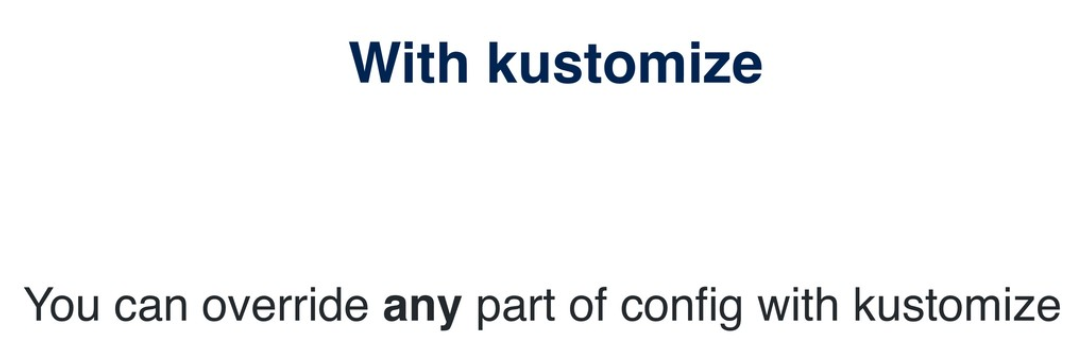 With kustomize
You can override any part of config with kustomize